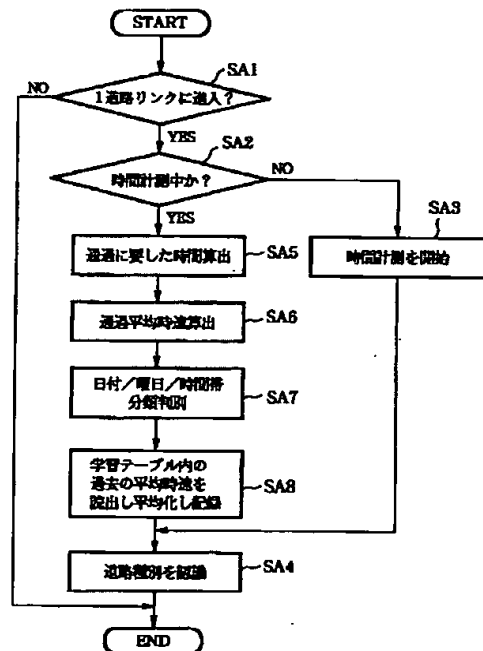 START
SA1
NO
1道路リンクに進入？
YES
SA2
時間計測中か？
NO
YES
SA3
通過に要した時間算出
SA5
時間計測を開始
通過平均時速算出
SA6
日付／曜日／時間帯
分類判別
SA7
学習テーブル内の
過去の平均時速を
読出し平均化し記録
SA8
道路種別を認識
SA4
END